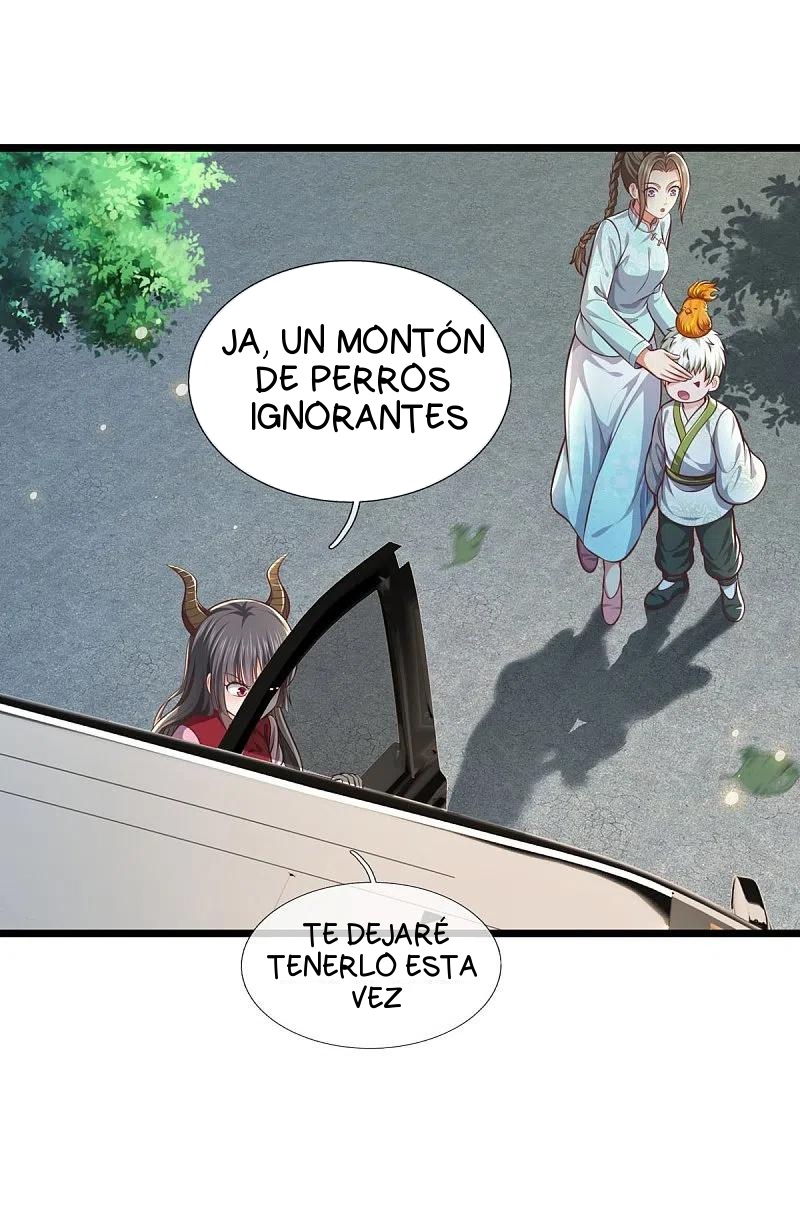 JA, UN MONTÓN
DE PERROS
IGNORANTES
TE DEJARÉ
TENERLO ESTA
VEZ